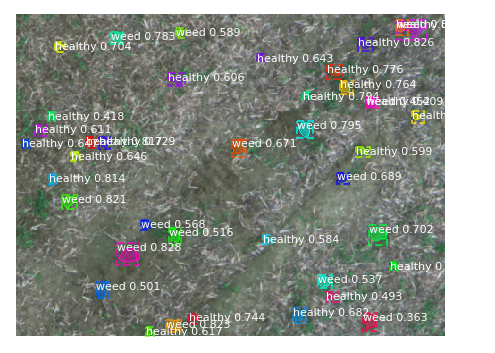 weed 0.589
weed 0.783
healthy 0.704
healthy 0.826
healthy 0.643
healthy 0.776
healthy 0.606
healthy 0.764
healthy 0.794
healthy 0.418
healthy
healthy 0.611
weed 0.795
weed 0.671
healthy 0.599
healthy 0.646
healthy 0.814
weed 0.689
weed 0.821
weed 0.568
weed 0.516
weed 0.702
healthy 0.584
weed 0.828
healthy 0.
weed 0.537
weed 0.501
healthy 0.493
healthy 0.682
healthy 0.744
weed 0.363
weed 0.823
healthy 0.617